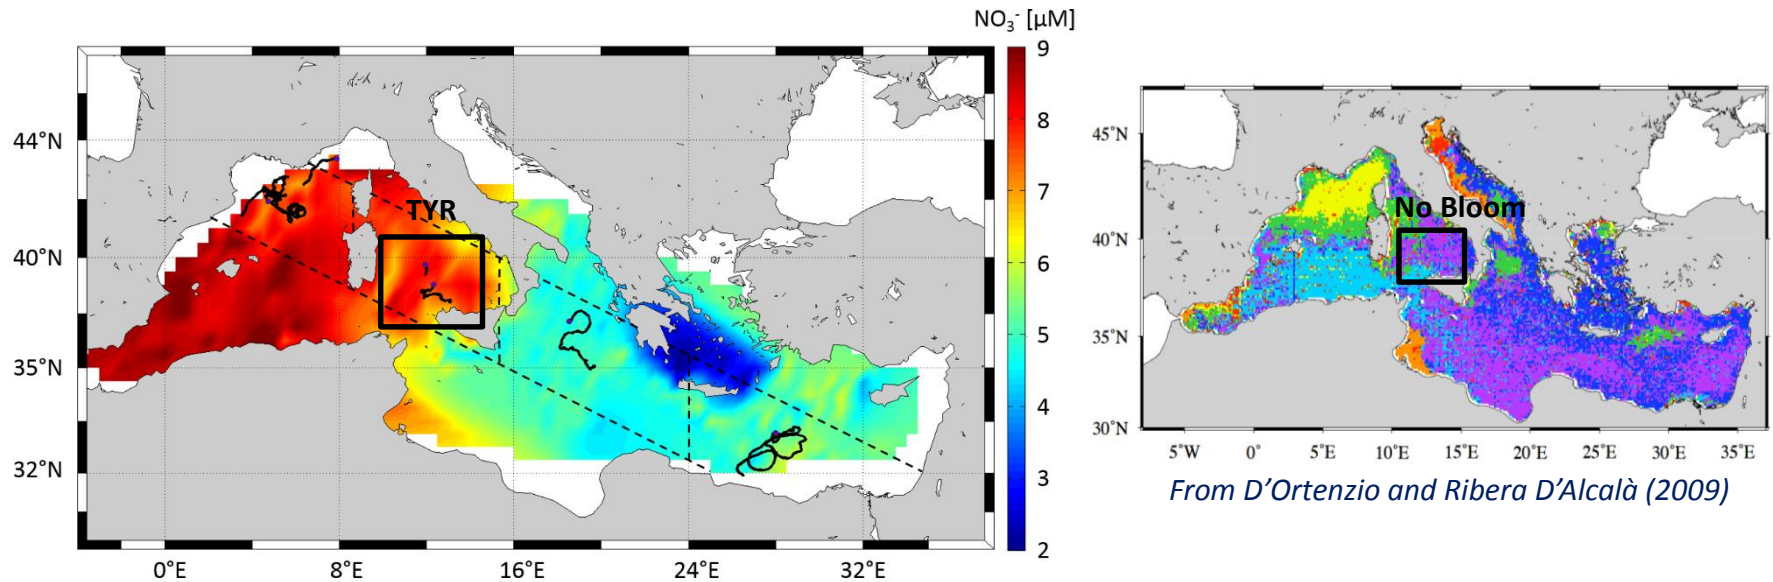 NO₃⁻ [µM]
9
8
7
6
5
4
3
2
44°N
40°N
35°N
32°N
0°E
8°E
16°E
24°E
32°E
TYR
45°N
40°N
35°N
30°N
5°W
0°
5°E
10°E
15°E
20°E
25°E
30°E
35°E
No Bloom
From D'Ortenzio and Ribera D'Alcalà (2009)